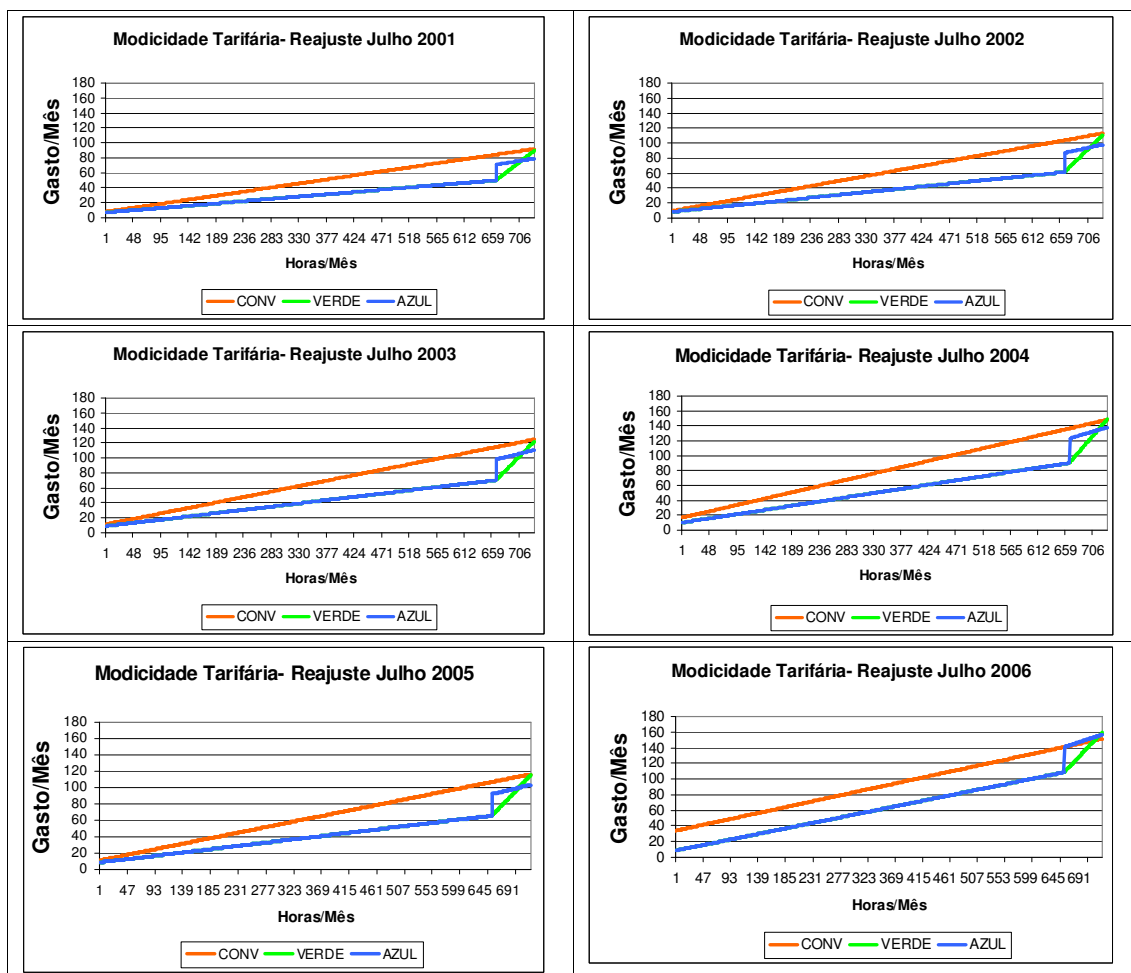 Modicidade Tarifária- Reajuste Julho 2001
Gasto/Mês
180
160
140
120
100
80
60
40
20
0
1 48 95 142 189 236 283 330 377 424 471 518 565 612 659 706
Horas/Mês
CONV VERDE AZUL
Modicidade Tarifária- Reajuste Julho 2002
Gasto/Mês
180
160
140
120
100
80
60
40
20
0
1 48 95 142 189 236 283 330 377 424 471 518 565 612 659 706
Horas/Mês
CONV VERDE AZUL
Modicidade Tarifária- Reajuste Julho 2003
Gasto/Mês
180
160
140
120
100
80
60
40
20
0
1 48 95 142 189 236 283 330 377 424 471 518 565 612 659 706
Horas/Mês
CONV VERDE AZUL
Modicidade Tarifária- Reajuste Julho 2004
Gasto/Mês
180
160
140
120
100
80
60
40
20
0
1 48 95 142 189 236 283 330 377 424 471 518 565 612 659 706
Horas/Mês
CONV VERDE AZUL
Modicidade Tarifária- Reajuste Julho 2005
Gasto/Mês
180
160
140
120
100
80
60
40
20
0
1 47 93 139 185 231 277 323 369 415 461 507 553 599 645 691
Horas/Mês
CONV VERDE AZUL
Modicidade Tarifária- Reajuste Julho 2006
Gasto/Mês
180
160
140
120
100
80
60
40
20
0
1 47 93 139 185 231 277 323 369 415 461 507 553 599 645 691
Horas/Mês
CONV VERDE AZUL